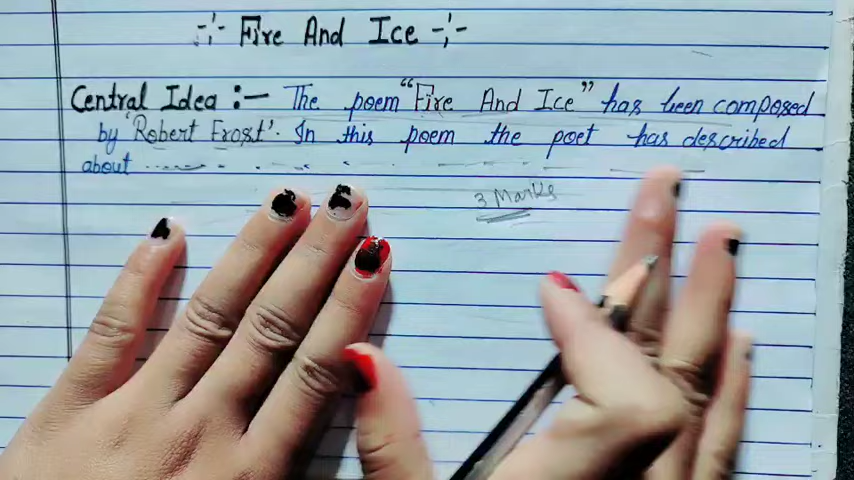 Fire And Ice
Central Idea :— The poem "Fire And Ice" has been composed
by 'Robert Frost'. In this poem the poet has described
about ..........
3 Marks